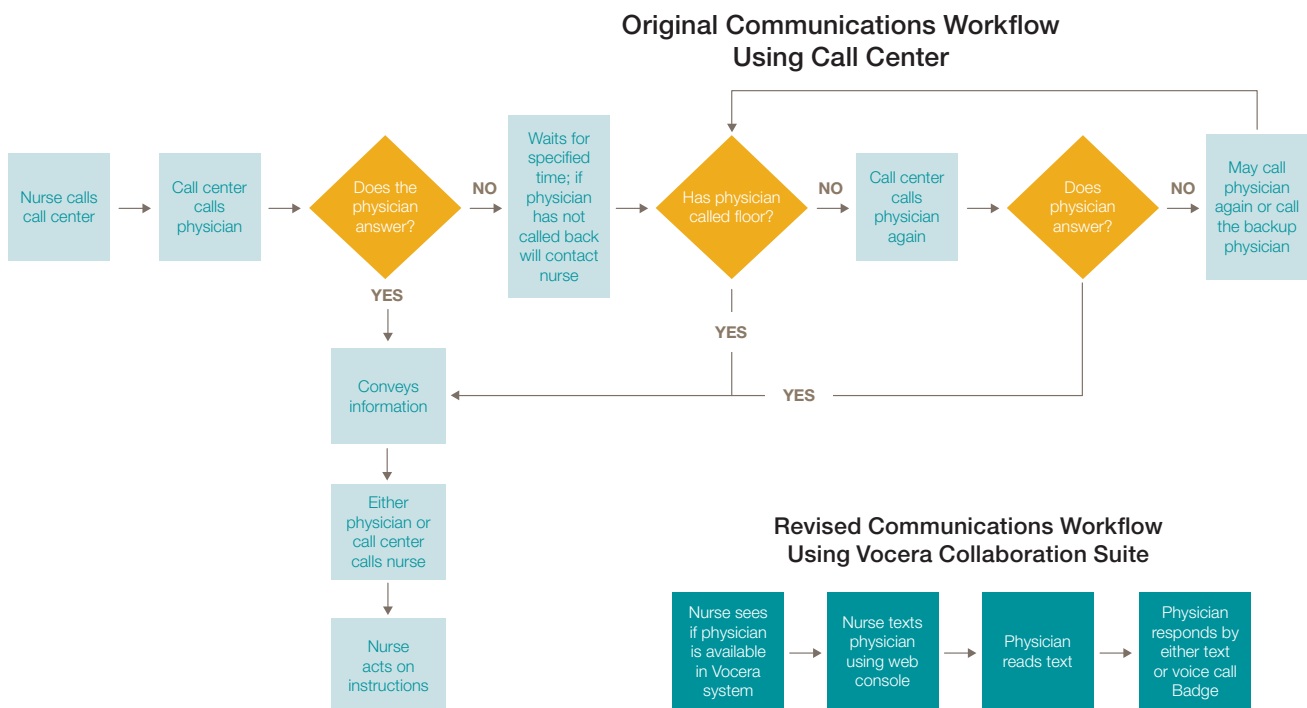 Original Communications Workflow
Using Call Center
Nurse calls
call center
Call center
calls
physician
Does the
physician
answer?
NO
Waits for
specified
time; if
physician
has not
called back
will contact
nurse
Has physician
called floor?
NO
Call center
calls
physician
again
Does
physician
answer?
NO
May call
physician
again or call
the backup
physician
YES
YES
YES
Conveys
information
Either
physician or
call center
calls nurse
Nurse
acts on
instructions
Revised Communications Workflow
Using Vocera Collaboration Suite
Nurse sees
if physician
is available
in Vocera
system
Nurse texts
physician
using web
console
Physician
reads text
Physician
responds by
either text
or voice call
Badge